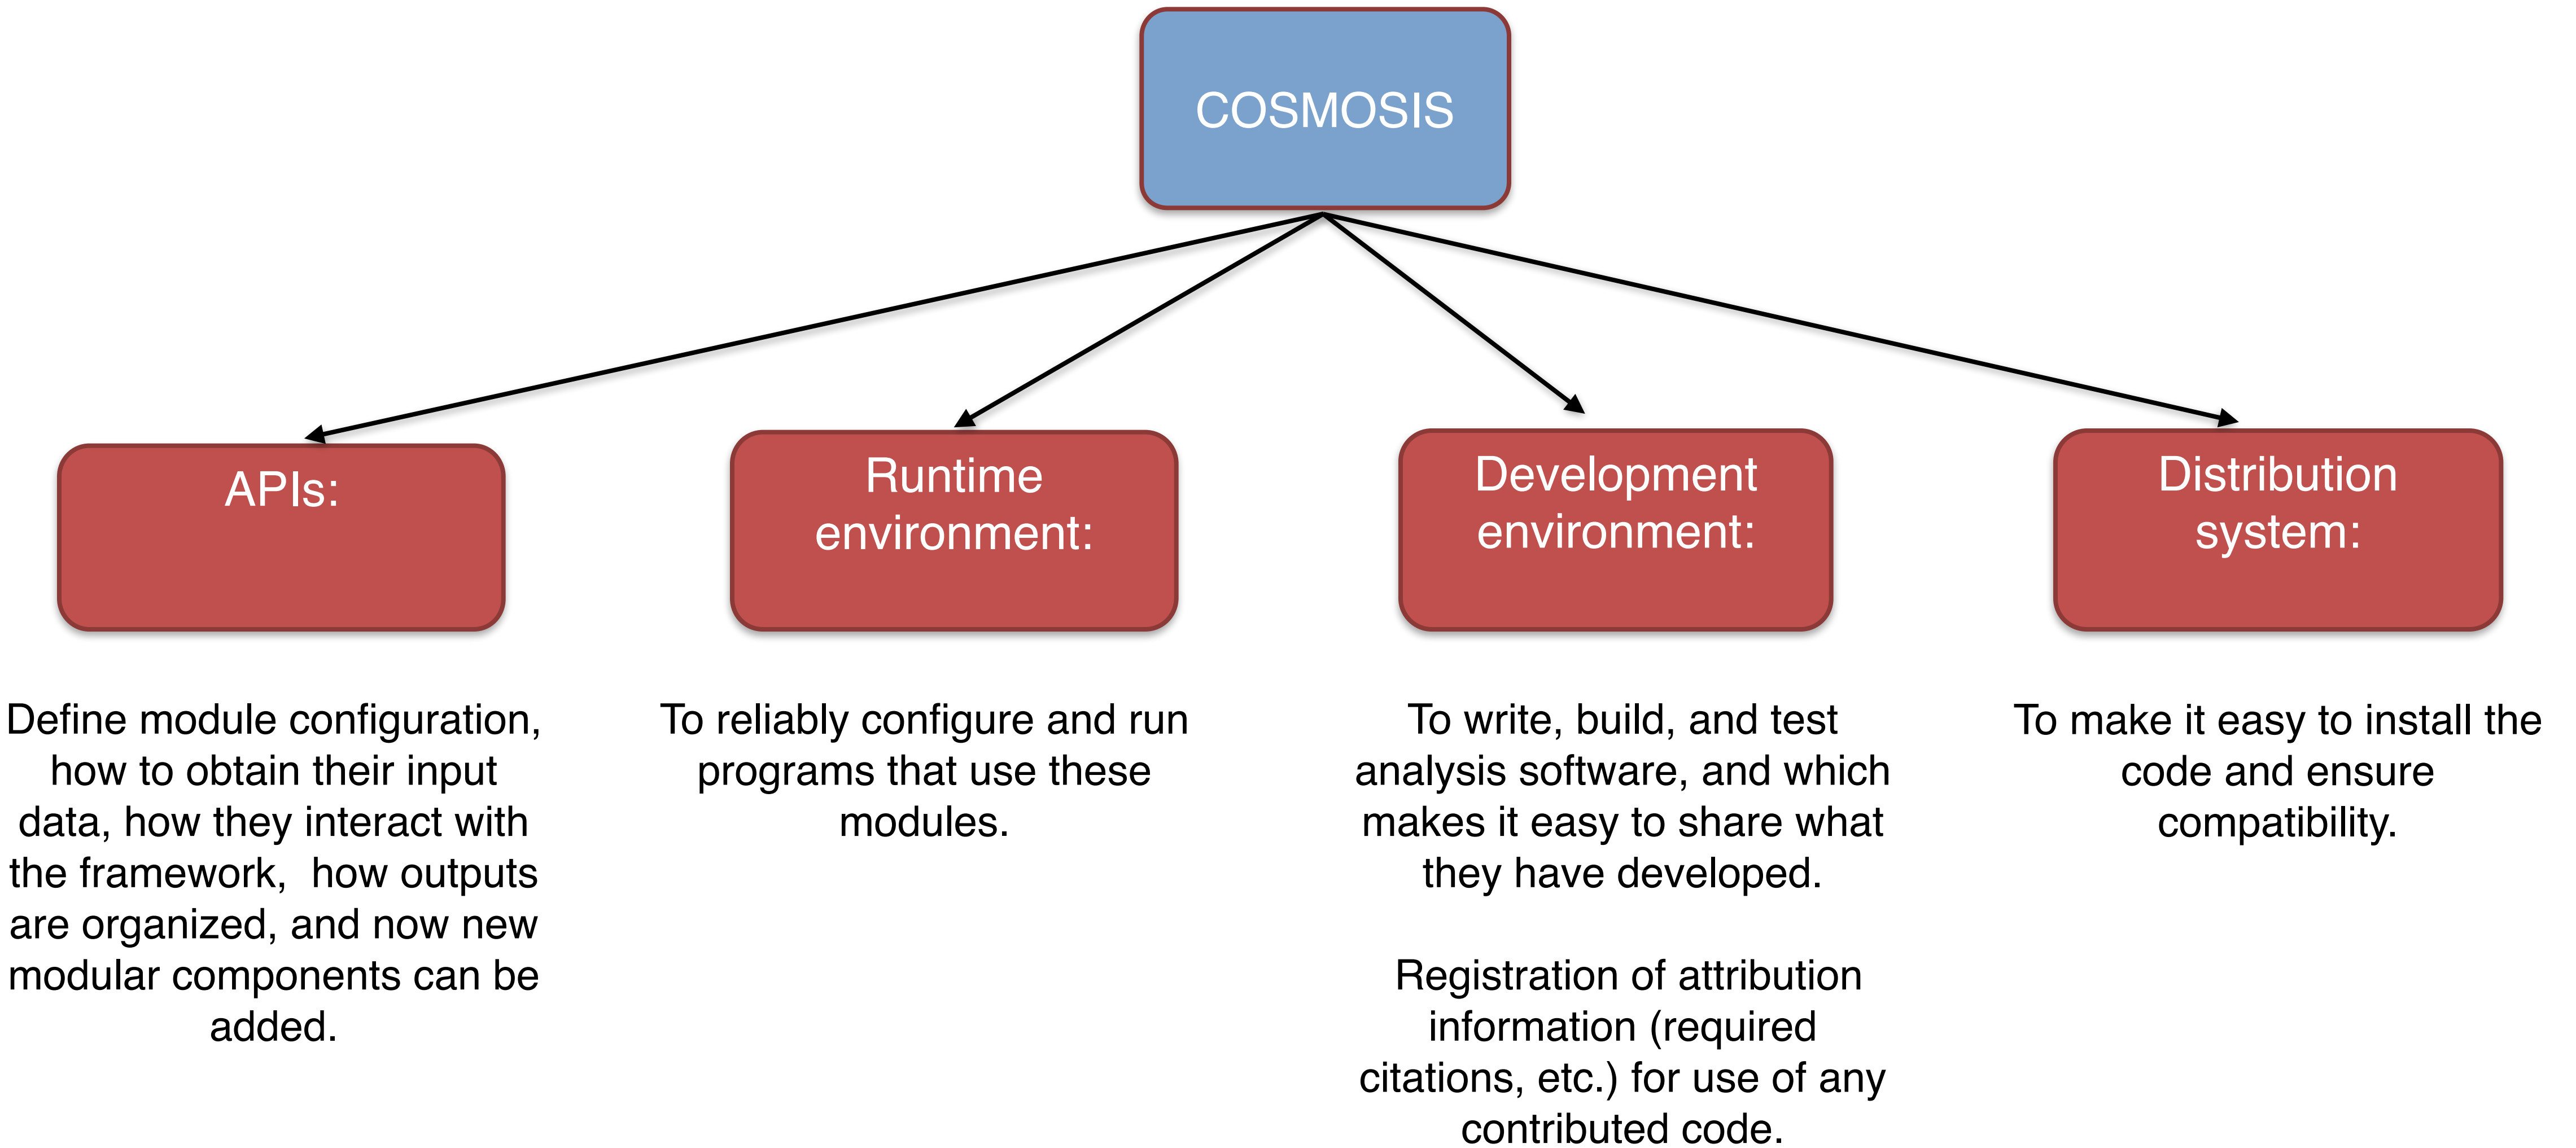 COSMOSIS
APIs:
Runtime
environment:
Development
environment:
Distribution
system:
Define module configuration,
how to obtain their input
data, how they interact with
the framework,  how outputs
are organized, and now new
modular components can be
added.
To reliably configure and run
programs that use these
modules.
To write, build, and test
analysis software, and which
makes it easy to share what
they have developed.
Registration of attribution
information (required
citations, etc.) for use of any
contributed code.
To make it easy to install the
code and ensure
compatibility.